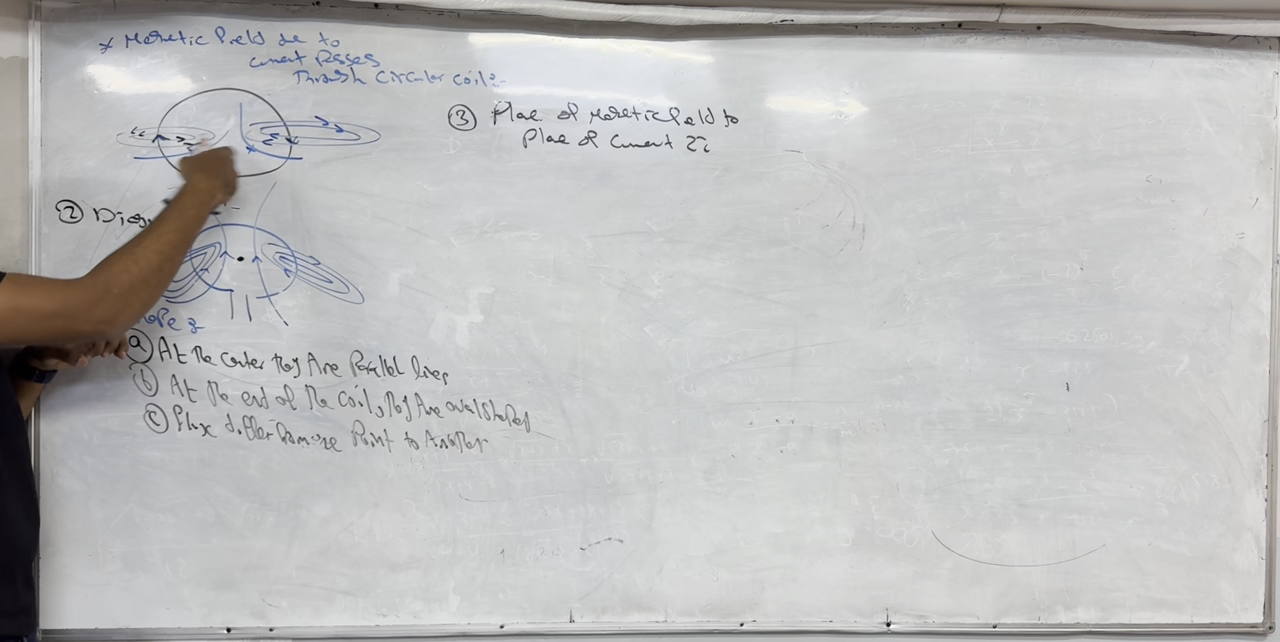 * Magnetic field due to
current Passes
Through Circular coil:-
② Diag
Shape :
ⓐ At the center they Are Parallel lines
ⓑ At the end of the coil, they Are oval shaped
ⓒ Flux differ from one Point to Another
③ Plane of Magnetic field to
Plane of current ??